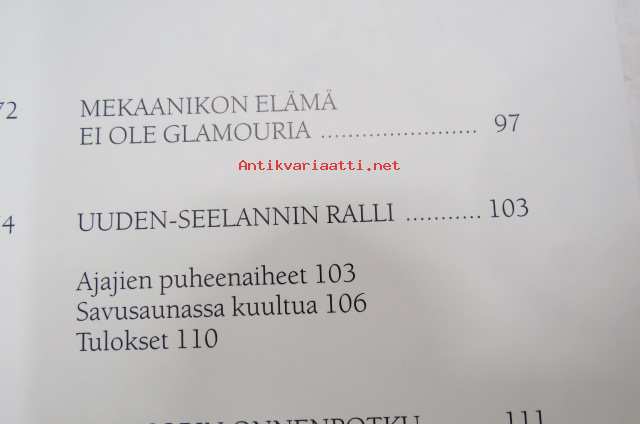 MEKAANIKON ELÄMÄ
72
EI OLE GLAMOURIA ....................... 97
Antikvariaatti.net
UUDEN-SEELANNIN RALLI ........... 103
Ajajien puheenaiheet 103
Savusaunassa kuultua 106
Tulokset 110
111